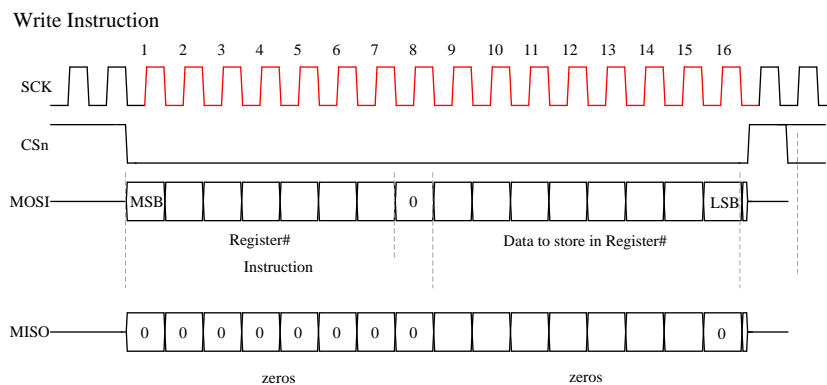 Write Instruction
1 2 3 4 5 6 7 8 9 10 11 12 13 14 15 16
SCK
CSn
MOSI MSB 0 LSB
Register# Data to store in Register#
Instruction
MISO 0 0 0 0 0 0 0 0 0
zeros zeros